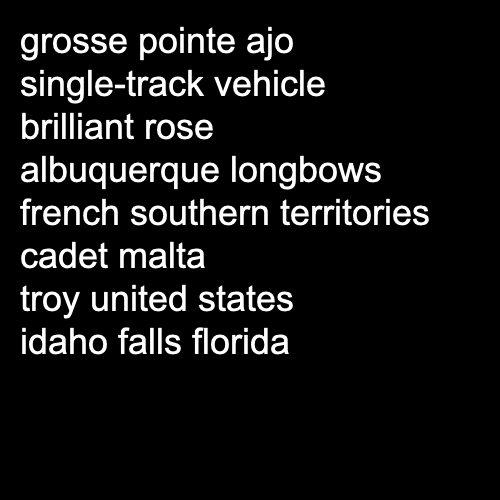 grosse pointe ajo
single-track vehicle
brilliant rose
albuquerque longbows
french southern territories
cadet malta
troy united states
idaho falls florida